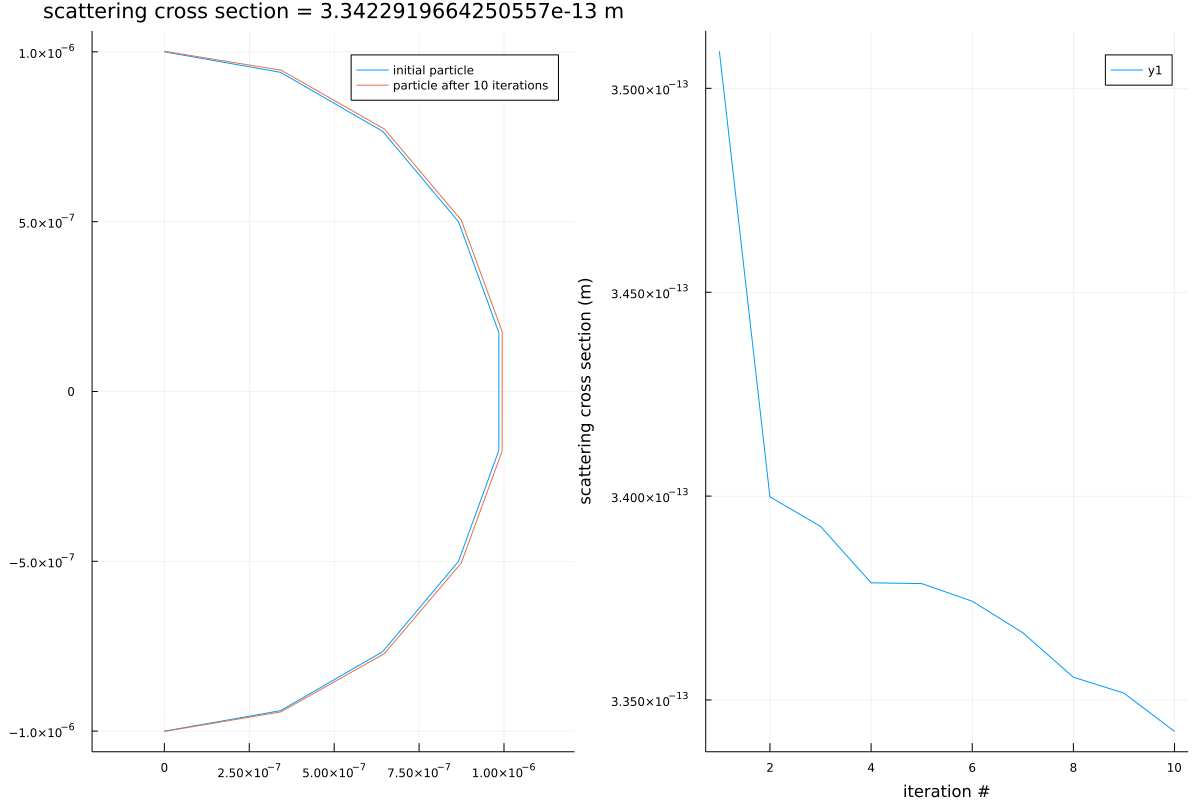 scattering cross section = 3.3422919664250557e-13 m
initial particle
particle after 10 iterations
1.0×10⁻⁶
5.0×10⁻⁷
0
−5.0×10⁻⁷
−1.0×10⁻⁶
0 2.50×10⁻⁷ 5.00×10⁻⁷ 7.50×10⁻⁷ 1.00×10⁻⁶
y1
scattering cross section (m)
3.500×10⁻¹³
3.450×10⁻¹³
3.400×10⁻¹³
3.350×10⁻¹³
2 4 6 8 10
iteration #